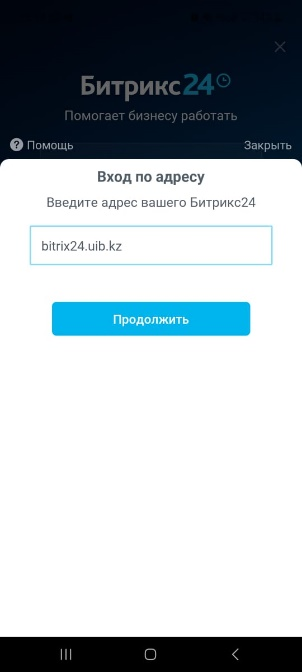 Битрикс24
Помогает бизнесу работать
Помощь
Закрыть
Вход по адресу
Введите адрес вашего Битрикс24
bitrix24.uib.kz
Продолжить